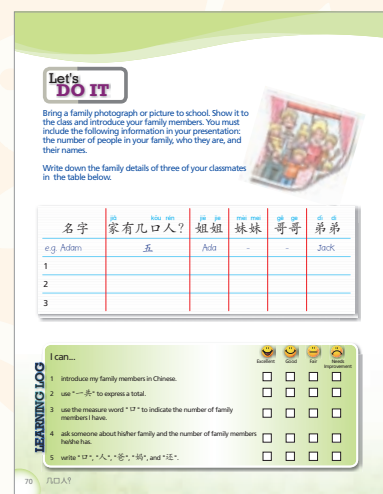 Let's
DO IT
Bring a family photograph or picture to school. Show it to
the class and introduce your family members. You must
include the following information in your presentation:
the number of people in your family, who they are, and
their names.
Write down the family details of three of your classmates
in the table below.
jiā kǒu rén jiě jie mèi mei gē ge dì di
名字 家有几口人? 姐姐 妹妹 哥哥 弟弟
e.g. Adam 五 Ada - - Jack
1
2
3
LEARNING LOG
I can...
Excellent Good Fair Needs Improvement
1 introduce my family members in Chinese.
2 use "一共" to express a total.
3 use the measure word "口" to indicate the number of family
members I have.
4 ask someone about his/her family and the number of family members
he/she has.
5 write "口", "人", "爸", "妈", and "还".
70 几口人?